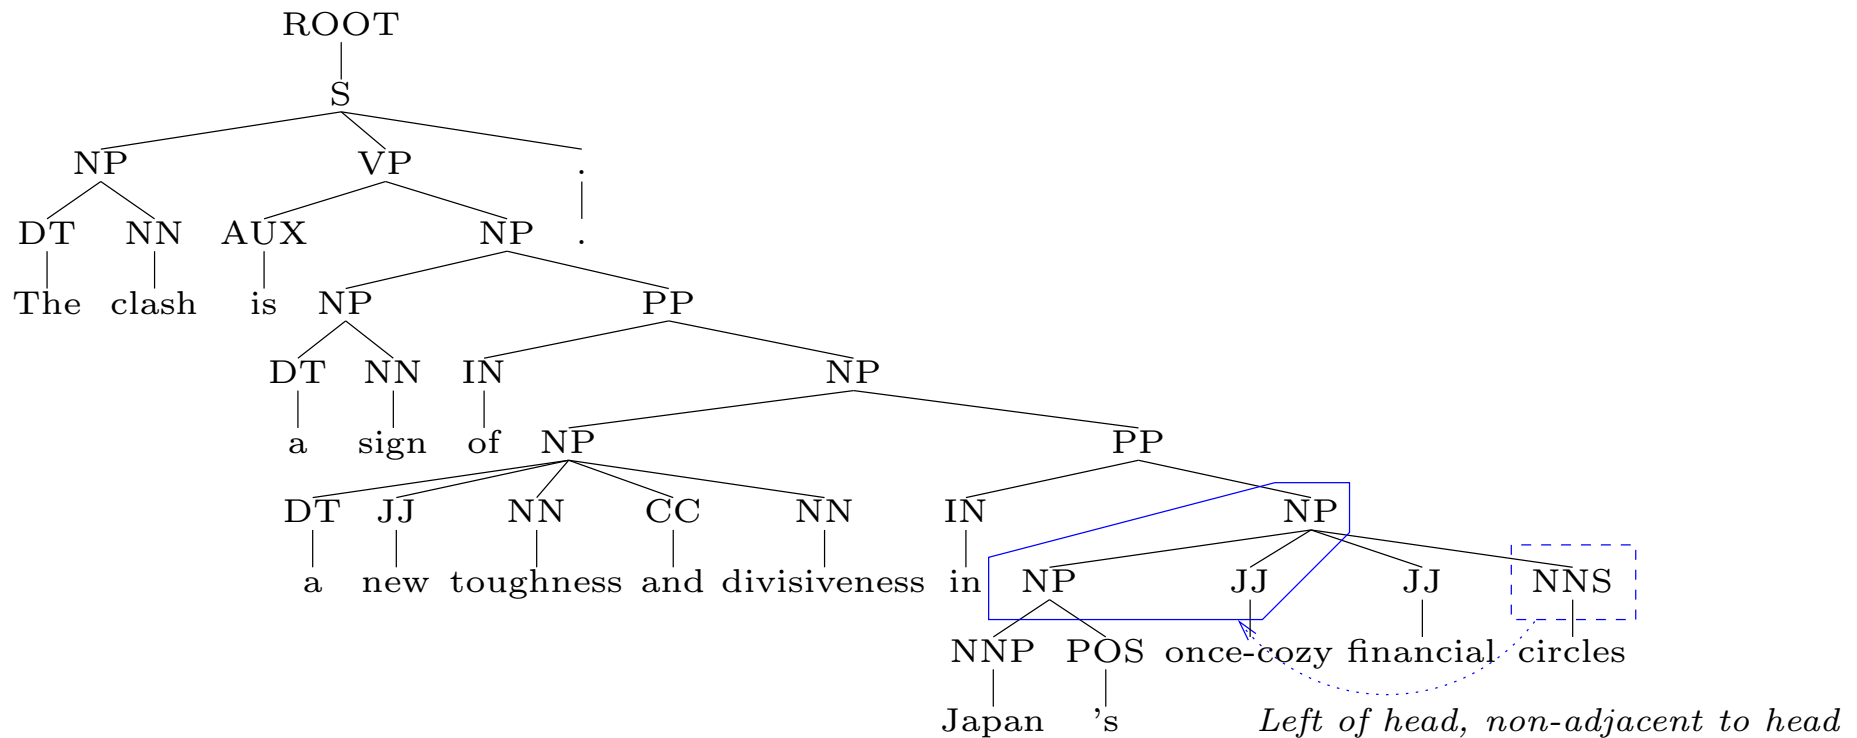 ROOT
S
NP VP .
DT NN AUX NP .
The clash is NP PP
DT NN IN NP
a sign of NP PP
DT JJ NN CC NN IN NP
a new toughness and divisiveness in NP JJ JJ NNS
NNP POS once-cozy financial circles
Japan 's Left of head, non-adjacent to head